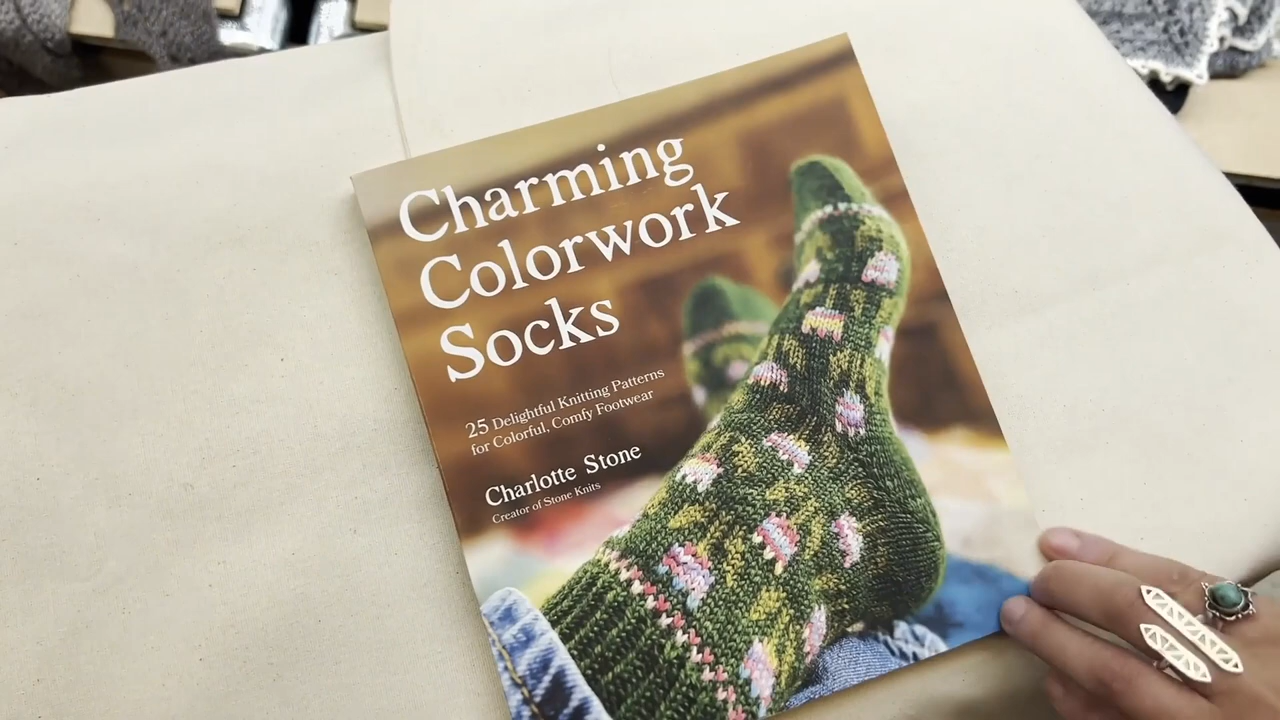 Charming
Colorwork
Socks
25 Delightful Knitting Patterns
for Colorful, Comfy Footwear
Charlotte Stone
Creator of Stone Knits